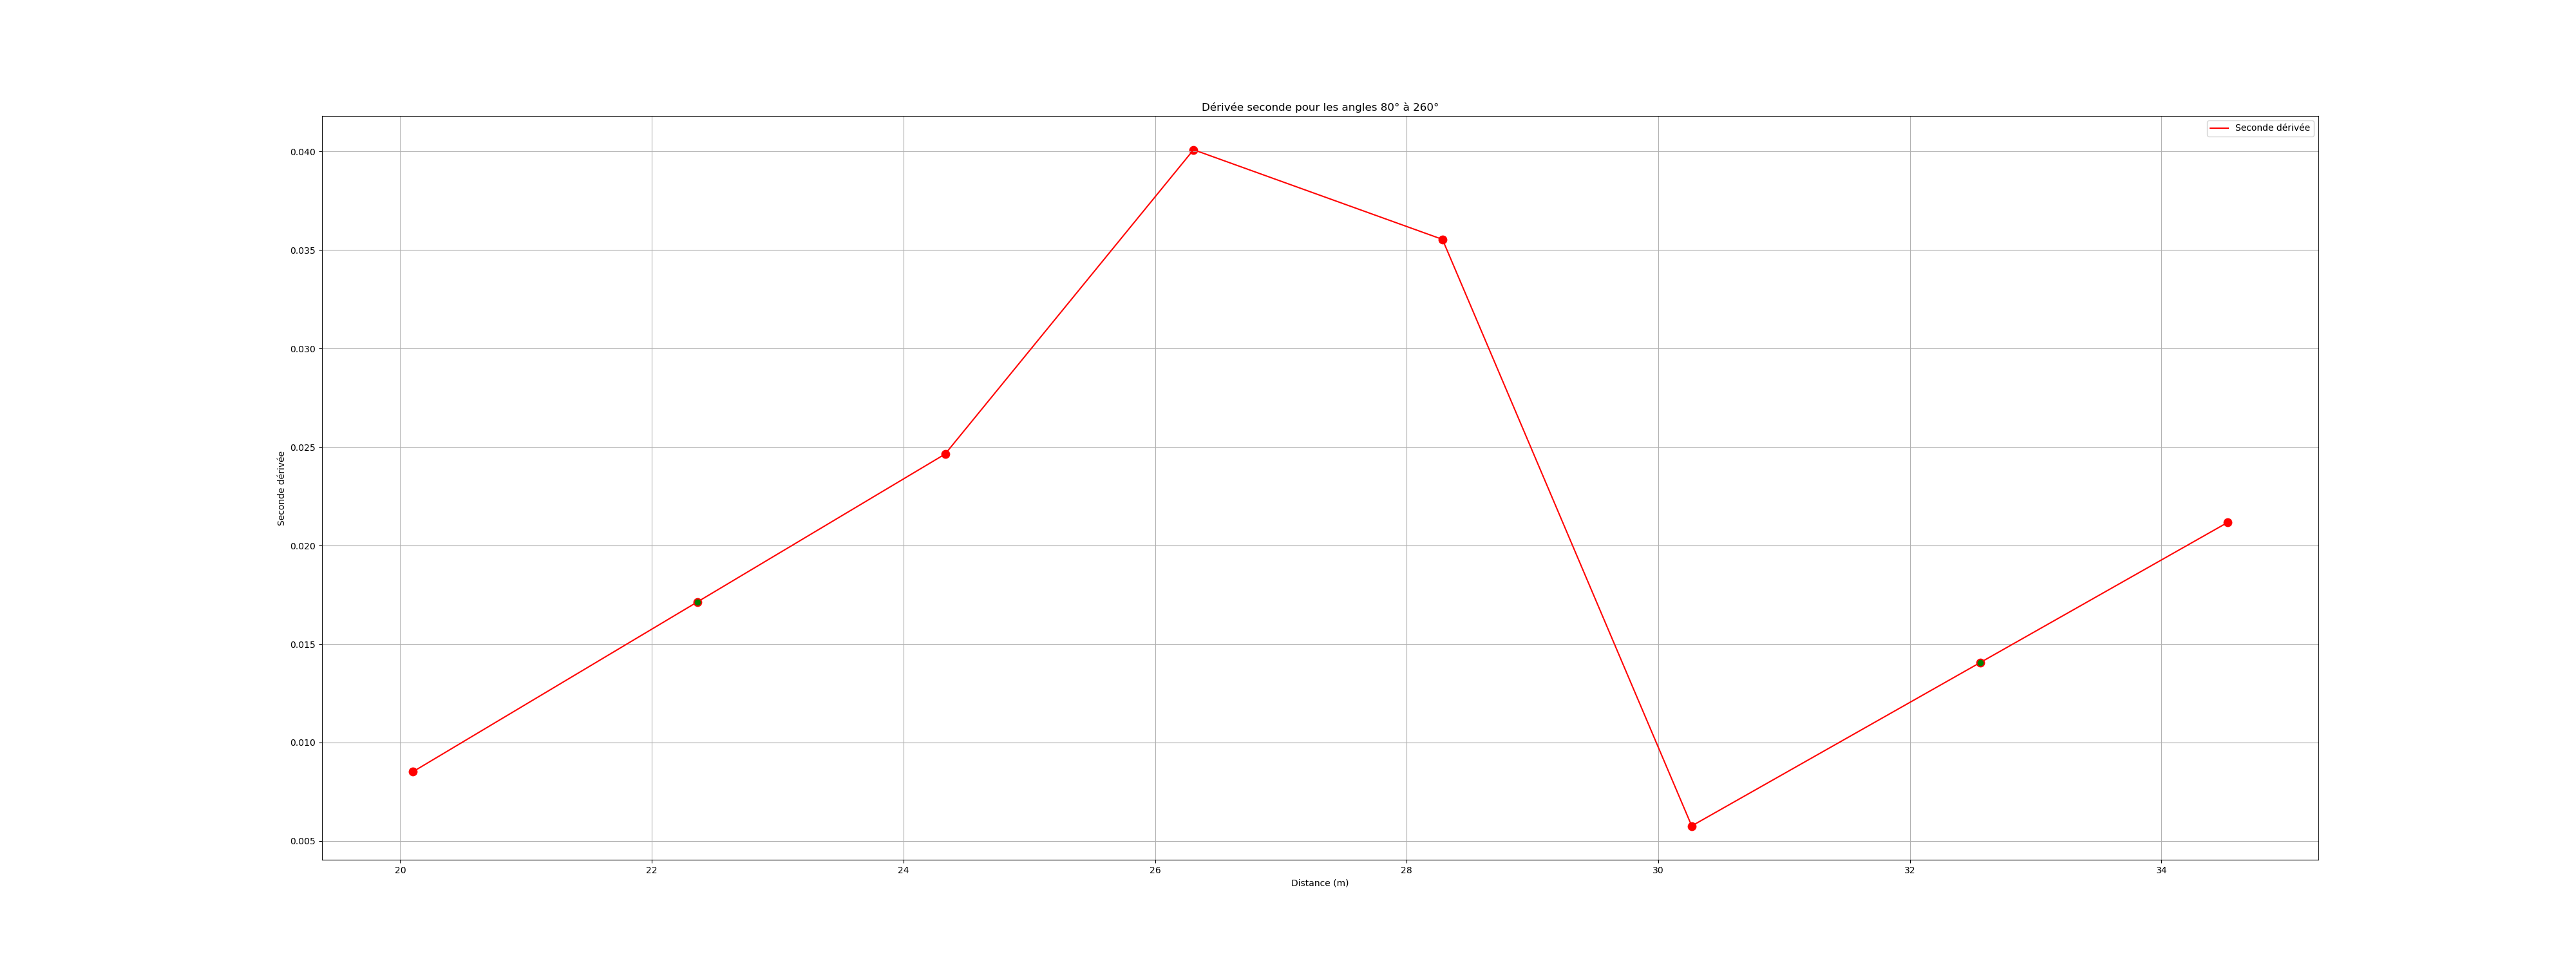 Dérivée seconde pour les angles 80° à 260°
Seconde dérivée
0.040
0.035
0.030
0.025
0.020
0.015
0.010
0.005
Seconde dérivée
20 22 24 26 28 30 32 34
Distance (m)